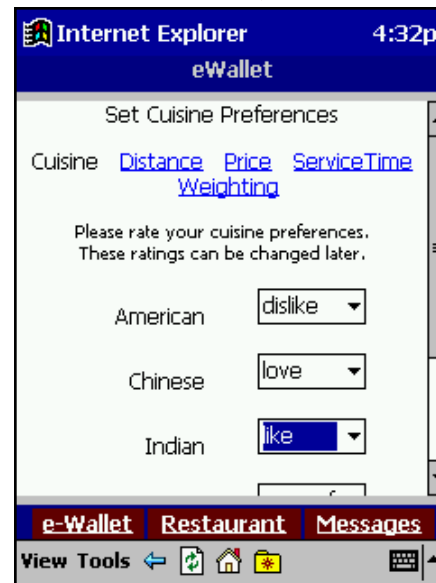 Internet Explorer 4:32p
eWallet
Set Cuisine Preferences
Cuisine Distance Price ServiceTime
Weighting
Please rate your cuisine preferences.
These ratings can be changed later.
American dislike
Chinese love
Indian like
e-Wallet Restaurant Messages
View Tools